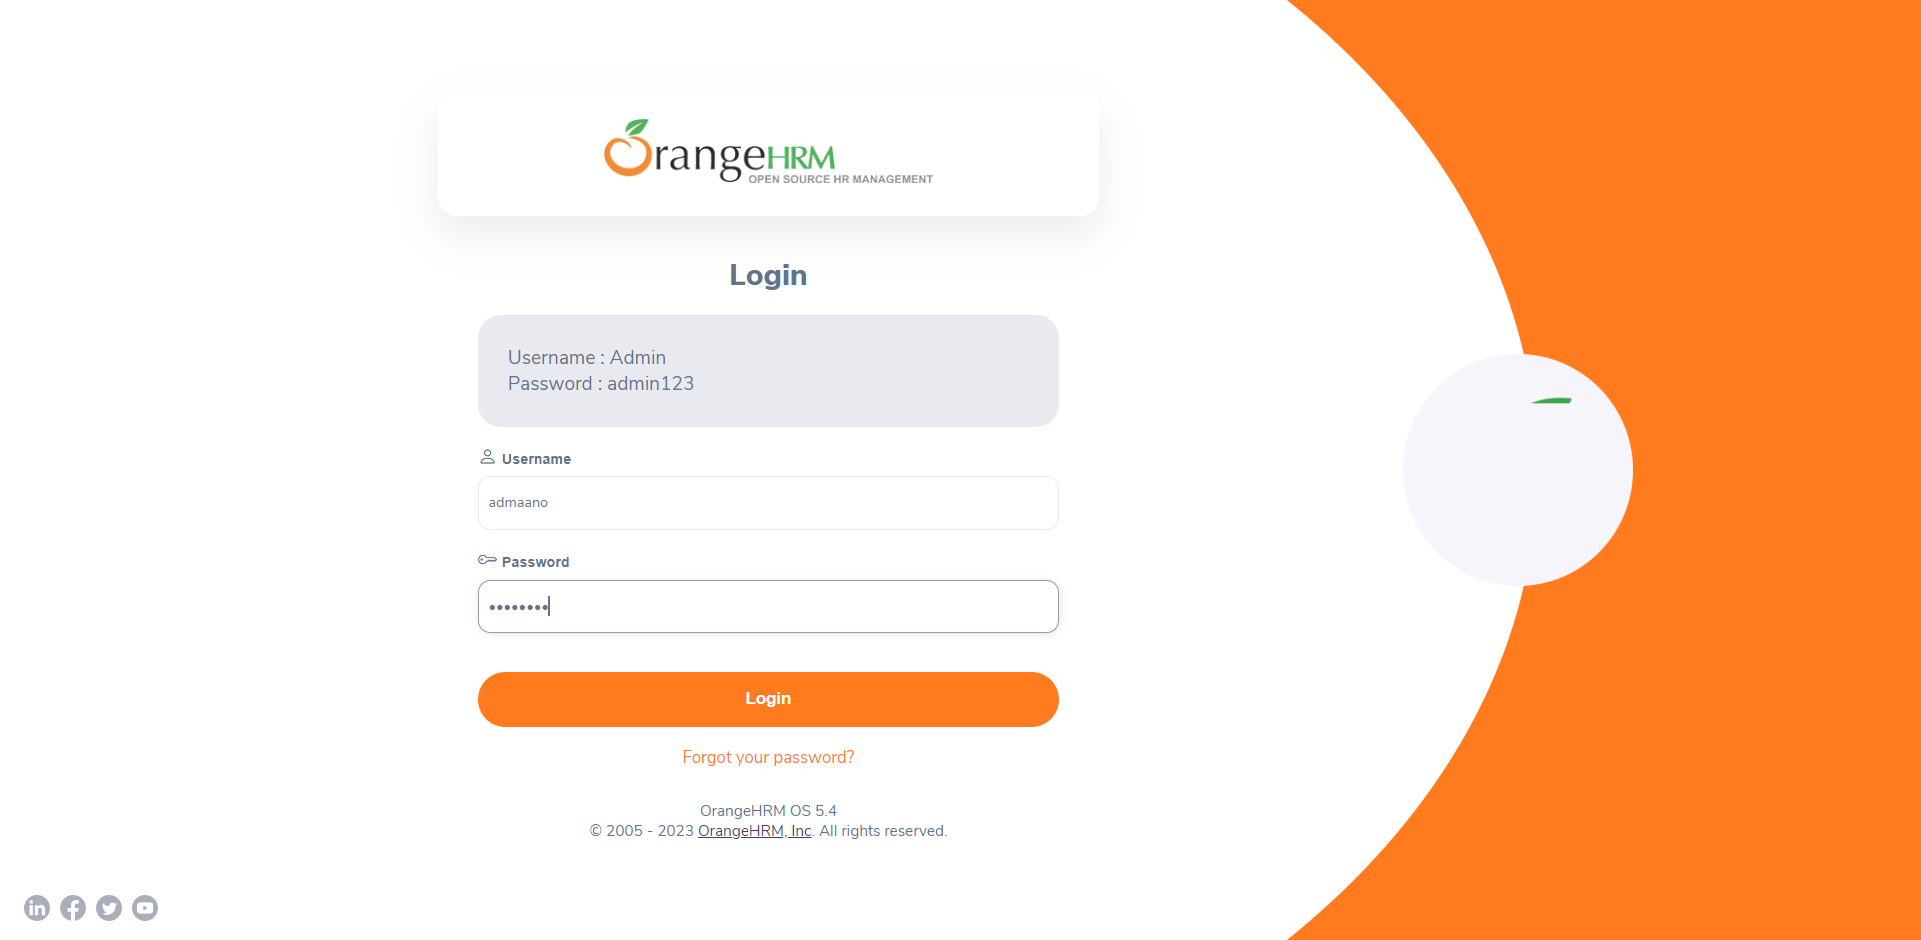 OrangeHRM
OPEN SOURCE HR MANAGEMENT
Login
Username : Admin
Password : admin123
Username
admaano
Password
••••••••
Login
Forgot your password?
OrangeHRM OS 5.4
© 2005 - 2023 OrangeHRM, Inc. All rights reserved.